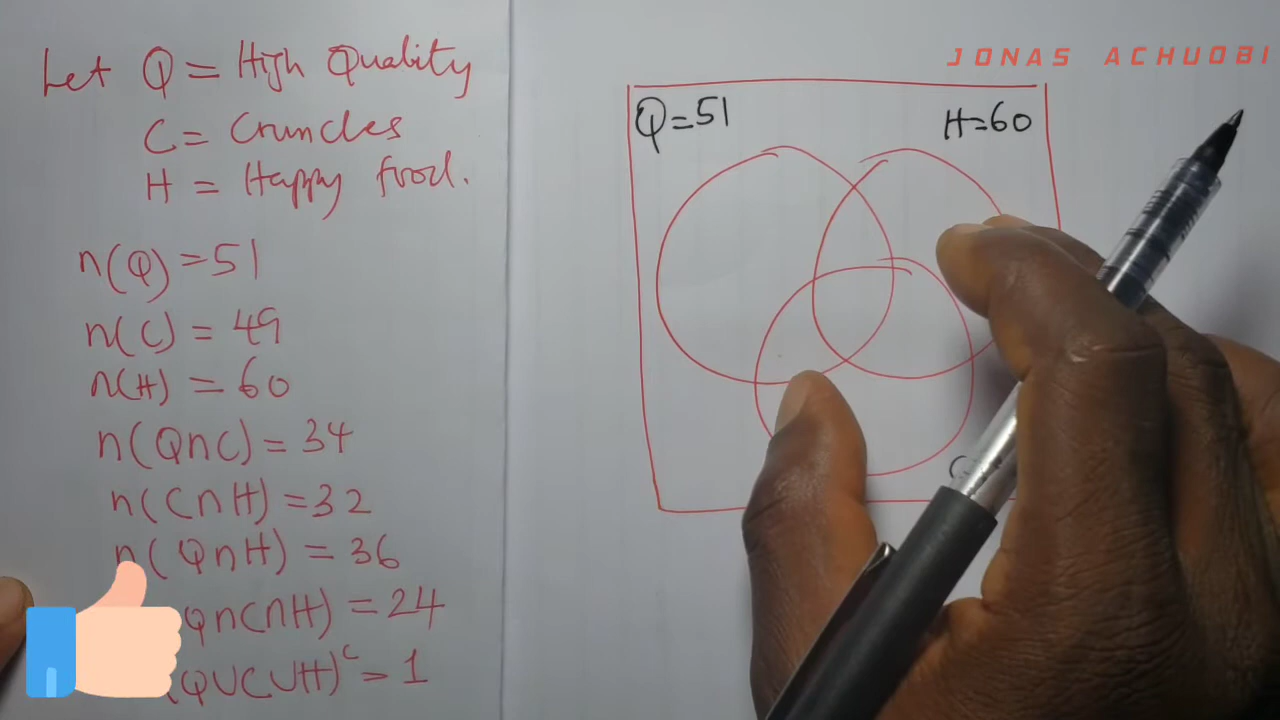 Let Q = High Quality
C = Cruncles
H = Happy food.
n(Q) = 51
n(C) = 49
n(H) = 60
n(QnC) = 34
n(CnH) = 32
n(QnH) = 36
QnCnH) = 24
(QUCUH)ᶜ = 1
JONAS ACHUOBI
Q=51
H=60
C